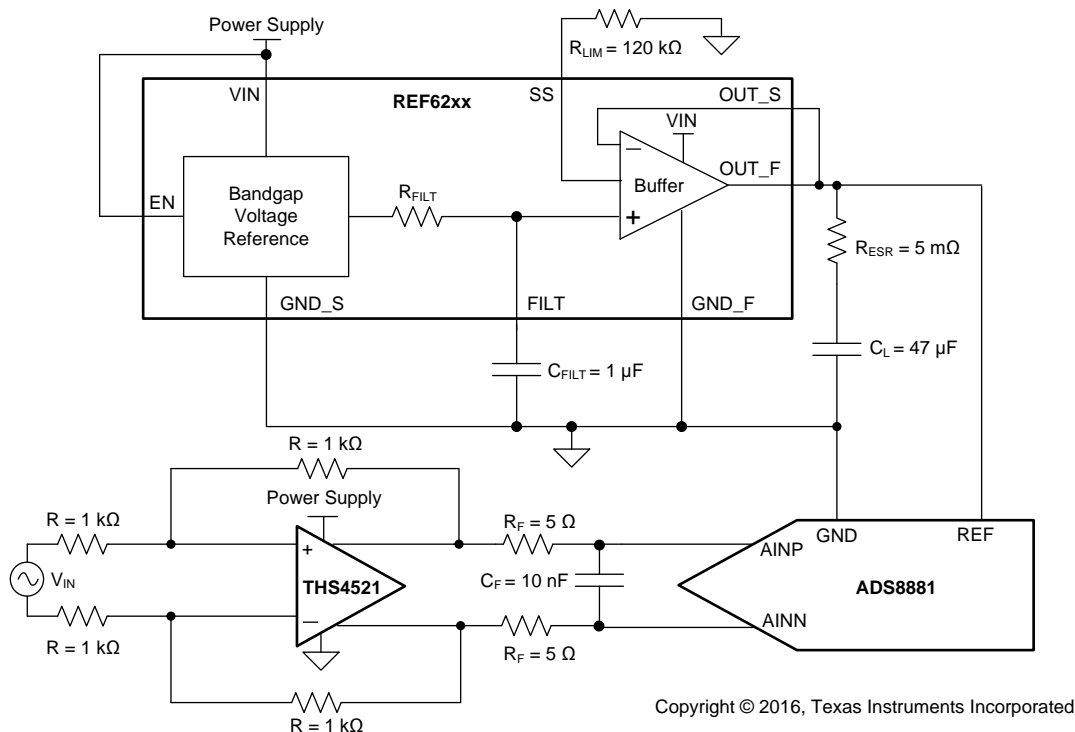 Power Supply
R_LIM = 120 kΩ
VIN
REF62xx
SS
OUT_S
VIN
OUT_F
EN
Bandgap
Voltage
Reference
R_FILT
−
Buffer
+
R_ESR = 5 mΩ
GND_S
FILT
GND_F
C_FILT = 1 µF
C_L = 47 µF
R = 1 kΩ
Power Supply
R = 1 kΩ
R_F = 5 Ω
GND
REF
AINP
+
V_IN
THS4521
C_F = 10 nF
ADS8881
−
AINN
R = 1 kΩ
R_F = 5 Ω
R = 1 kΩ
Copyright © 2016, Texas Instruments Incorporated